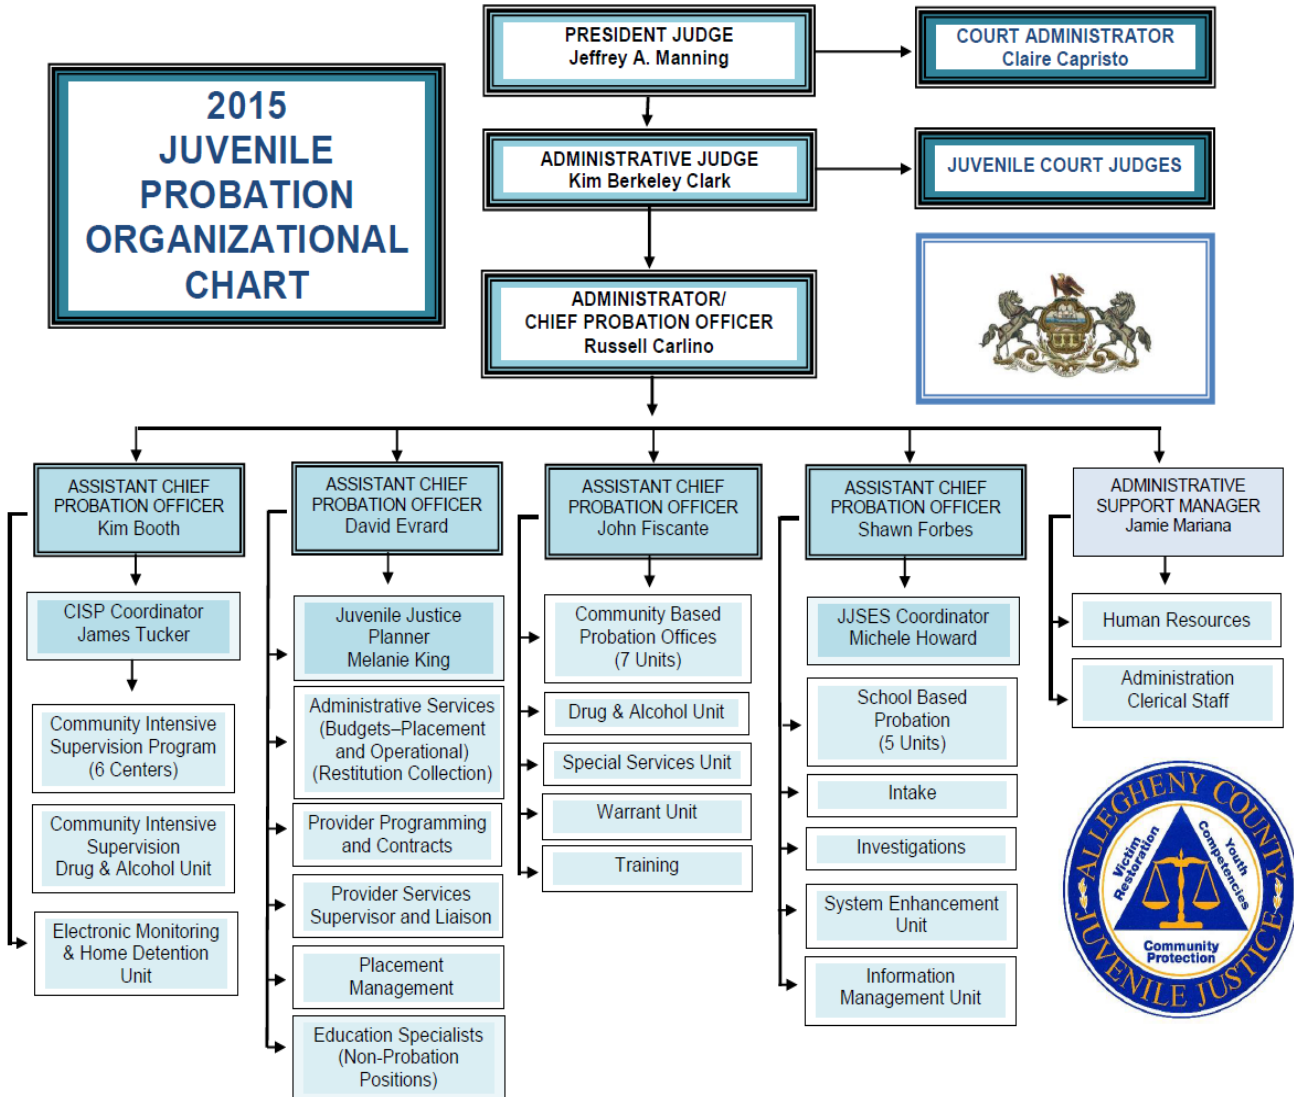 2015
JUVENILE
PROBATION
ORGANIZATIONAL
CHART
PRESIDENT JUDGE
Jeffrey A. Manning
COURT ADMINISTRATOR
Claire Capristo
ADMINISTRATIVE JUDGE
Kim Berkeley Clark
JUVENILE COURT JUDGES
ADMINISTRATOR/
CHIEF PROBATION OFFICER
Russell Carlino
ASSISTANT CHIEF
PROBATION OFFICER
Kim Booth
CISP Coordinator
James Tucker
Community Intensive
Supervision Program
(6 Centers)
Community Intensive
Supervision
Drug & Alcohol Unit
Electronic Monitoring
& Home Detention
Unit
ASSISTANT CHIEF
PROBATION OFFICER
David Evrard
Juvenile Justice
Planner
Melanie King
Administrative Services
(Budgets–Placement
and Operational)
(Restitution Collection)
Provider Programming
and Contracts
Provider Services
Supervisor and Liaison
Placement
Management
Education Specialists
(Non-Probation
Positions)
ASSISTANT CHIEF
PROBATION OFFICER
John Fiscante
Community Based
Probation Offices
(7 Units)
Drug & Alcohol Unit
Special Services Unit
Warrant Unit
Training
ASSISTANT CHIEF
PROBATION OFFICER
Shawn Forbes
JJSES Coordinator
Michele Howard
School Based
Probation
(5 Units)
Intake
Investigations
System Enhancement
Unit
Information
Management Unit
ADMINISTRATIVE
SUPPORT MANAGER
Jamie Mariana
Human Resources
Administration
Clerical Staff
ALLEGHENY COUNTY
Victim
Restoration
Youth
Competencies
Community
Protection
JUVENILE JUSTICE